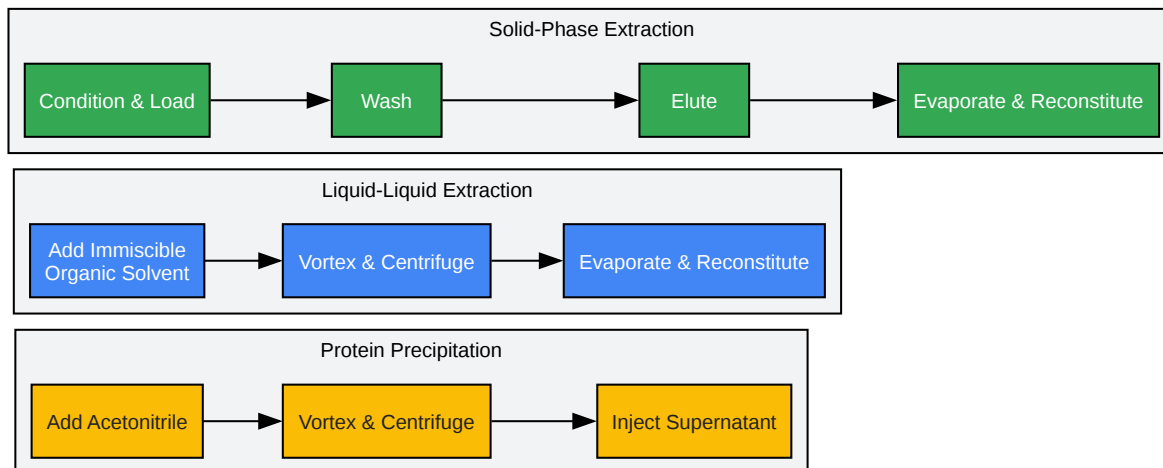 Solid-Phase Extraction
Condition & Load
Wash
Elute
Evaporate & Reconstitute
Liquid-Liquid Extraction
Add Immiscible
Organic Solvent
Vortex & Centrifuge
Evaporate & Reconstitute
Protein Precipitation
Add Acetonitrile
Vortex & Centrifuge
Inject Supernatant